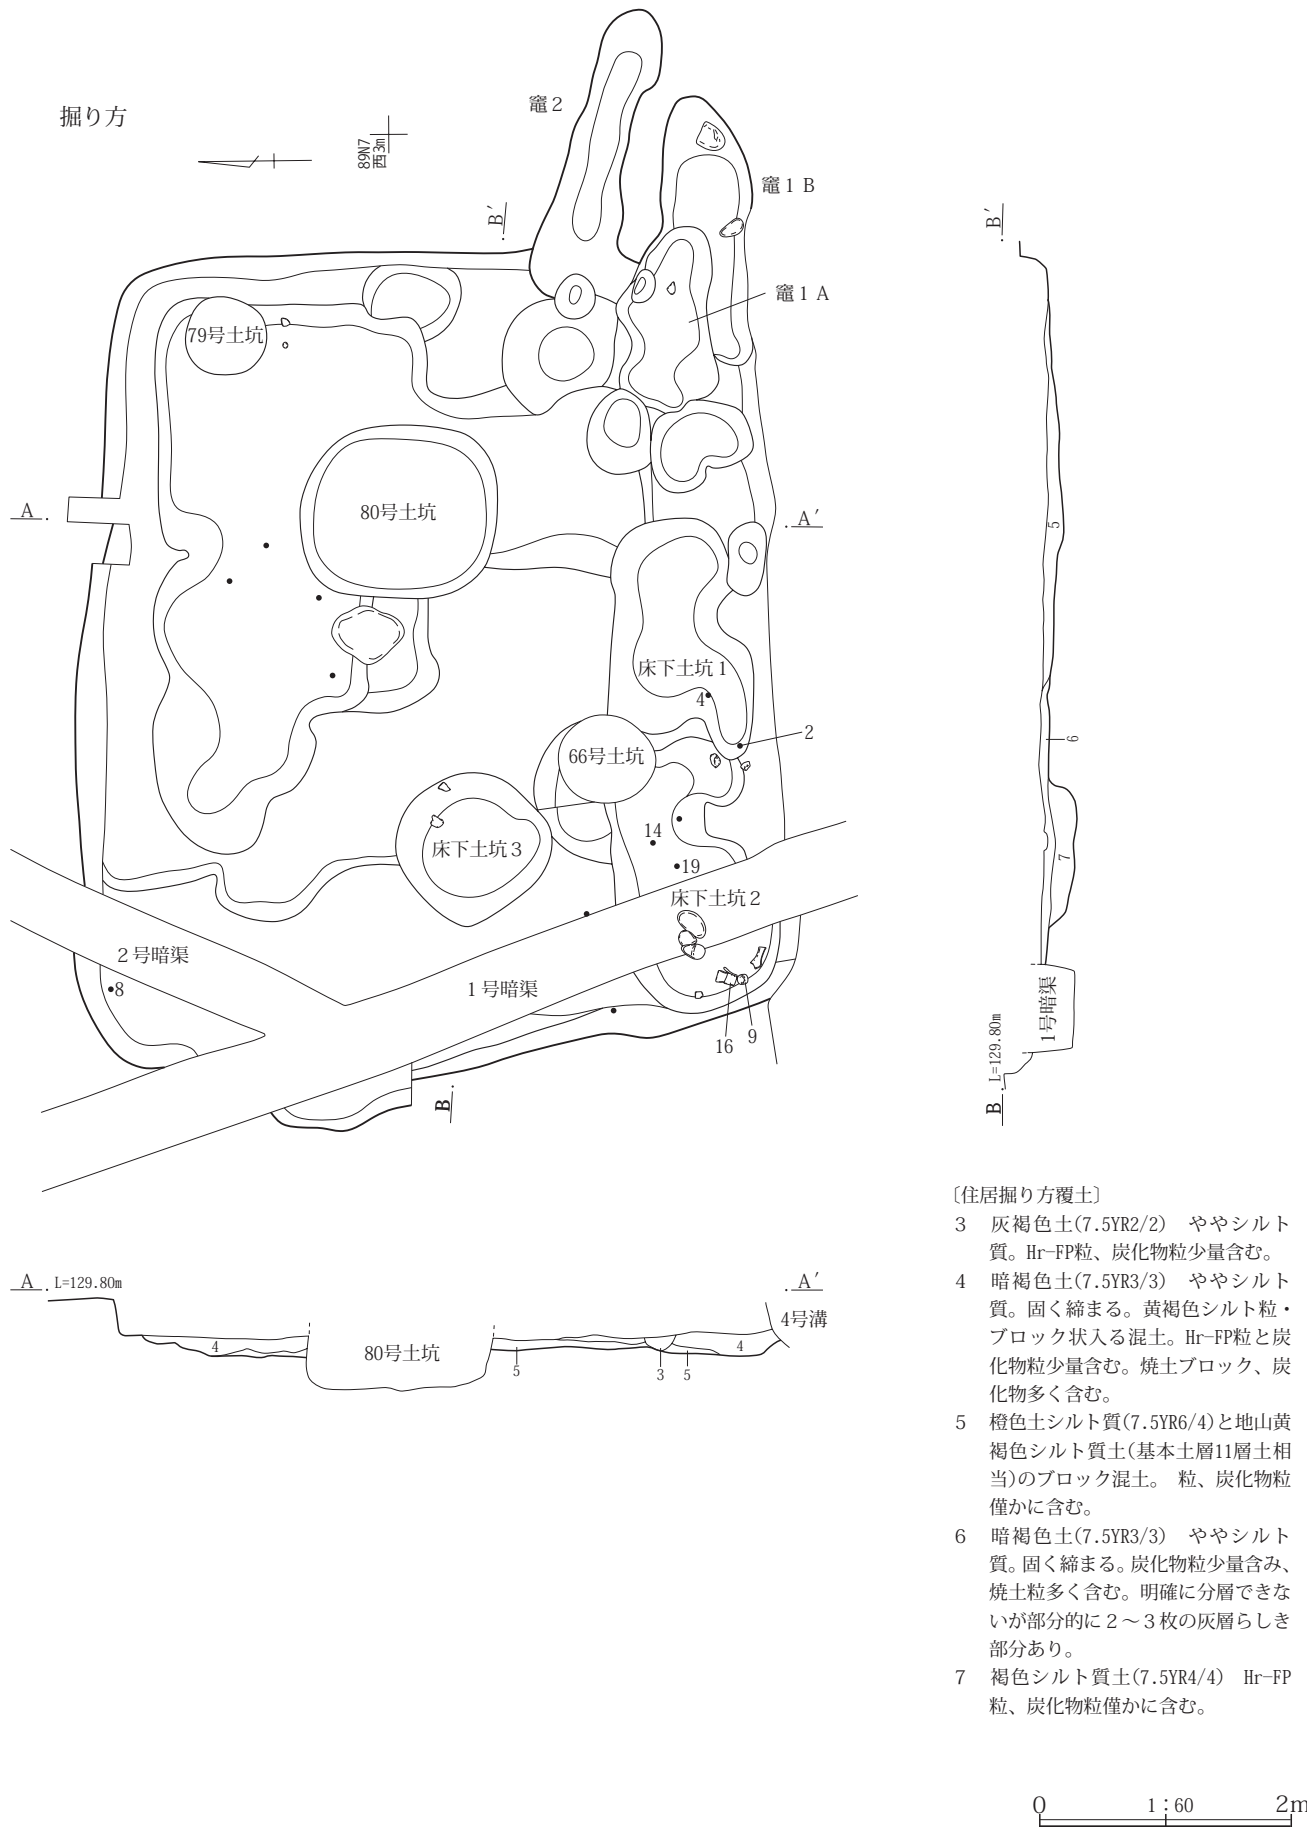 掘り方
竈２
89N7
西3m
竈１Ｂ
B′
B′
竈１Ａ
79号土坑
A
80号土坑
A′
5
床下土坑１
4
2
66号土坑
6
14
床下土坑３
19
7
床下土坑２
２号暗渠
8
１号暗渠
1号暗渠
16
9
B
B
L=129.80m
A
L=129.80m
A′
4号溝
4
80号土坑
5
3
5
4
〔住居掘り方覆土〕
３　灰褐色土(7.5YR2/2)　ややシルト
質。Hr−FP粒、炭化物粒少量含む。
４　暗褐色土(7.5YR3/3)　ややシルト
質。固く締まる。黄褐色シルト粒・
ブロック状入る混土。Hr−FP粒と炭
化物粒少量含む。焼土ブロック、炭
化物多く含む。
５　橙色土シルト質(7.5YR6/4)と地山黄
褐色シルト質土(基本土層11層土相
当)のブロック混土。　粒、炭化物粒
僅かに含む。
６　暗褐色土(7.5YR3/3)　ややシルト
質。固く締まる。炭化物粒少量含み、
焼土粒多く含む。明確に分層できな
いが部分的に２～３枚の灰層らしき
部分あり。
７　褐色シルト質土(7.5YR4/4)　Hr−FP
粒、炭化物粒僅かに含む。
0　1：60　2m